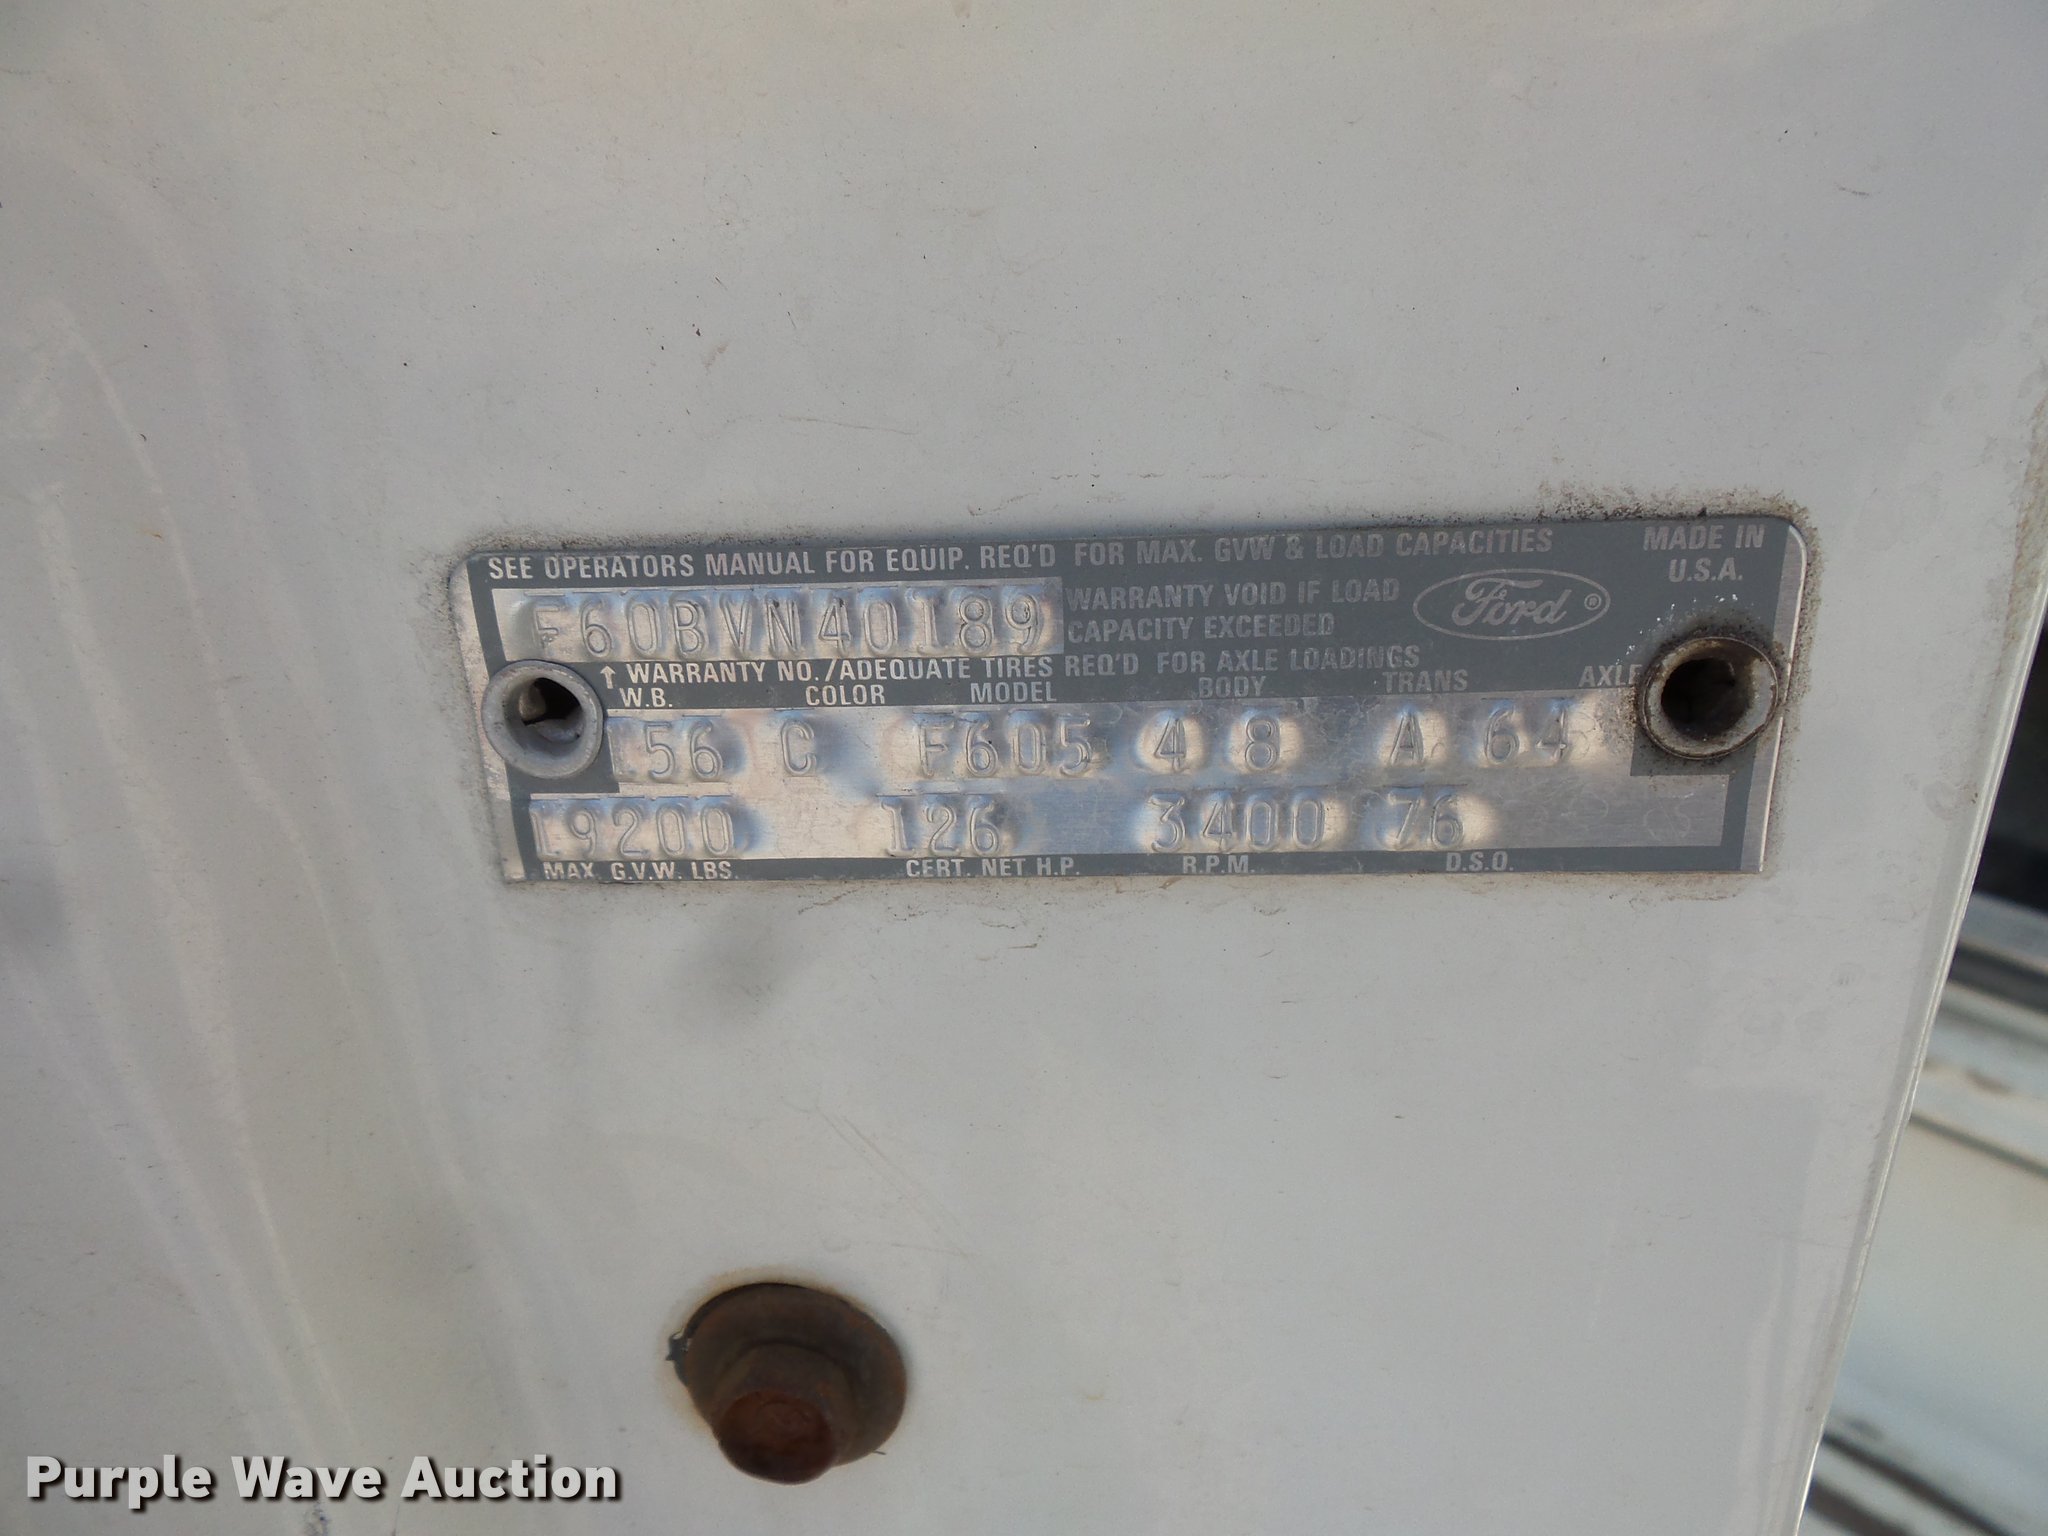 SEE OPERATORS MANUAL FOR EQUIP. REQ'D FOR MAX. GVW & LOAD CAPACITIES
MADE IN
U.S.A.
F60BVN40189
WARRANTY VOID IF LOAD
CAPACITY EXCEEDED
Ford ®
↑ WARRANTY NO./ADEQUATE TIRES REQ'D FOR AXLE LOADINGS
W.B. COLOR MODEL BODY TRANS AXLE
156 C F605 48 A 64
19200 126 3400 76
MAX. G.V.W. LBS. CERT. NET H.P. R.P.M. D.S.O.
Purple Wave Auction